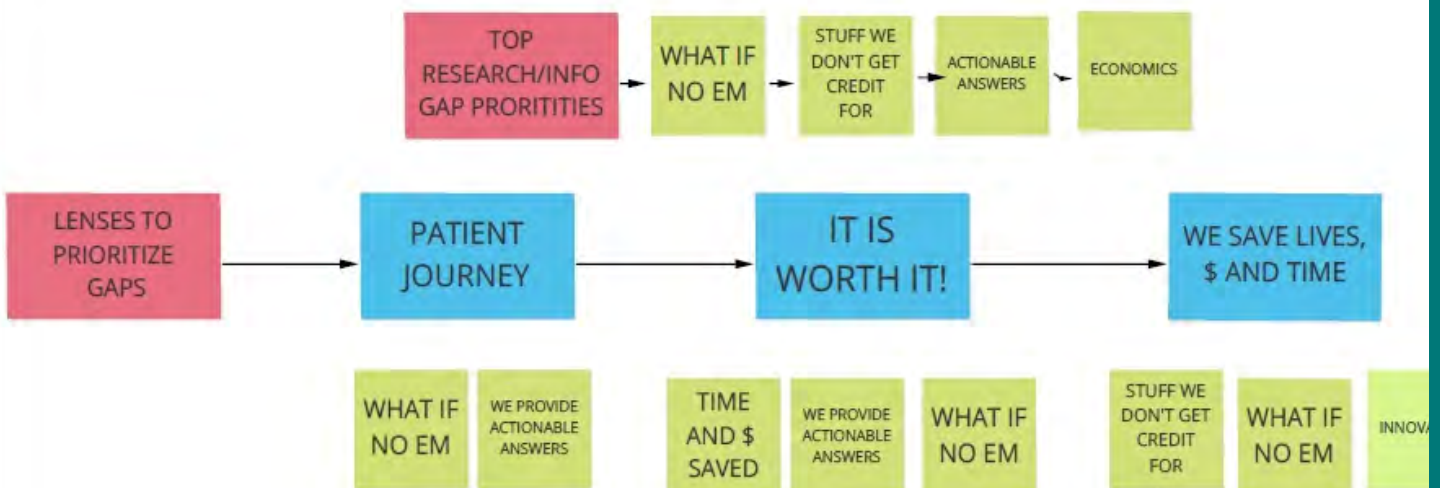 TOP
RESEARCH/INFO
GAP PRORITITIES
WHAT IF
NO EM
STUFF WE
DON'T GET
CREDIT
FOR
ACTIONABLE
ANSWERS
ECONOMICS
LENSES TO
PRIORITIZE
GAPS
PATIENT
JOURNEY
IT IS
WORTH IT!
WE SAVE LIVES,
$ AND TIME
WHAT IF
NO EM
WE PROVIDE
ACTIONABLE
ANSWERS
TIME
AND $
SAVED
WE PROVIDE
ACTIONABLE
ANSWERS
WHAT IF
NO EM
STUFF WE
DON'T GET
CREDIT
FOR
WHAT IF
NO EM